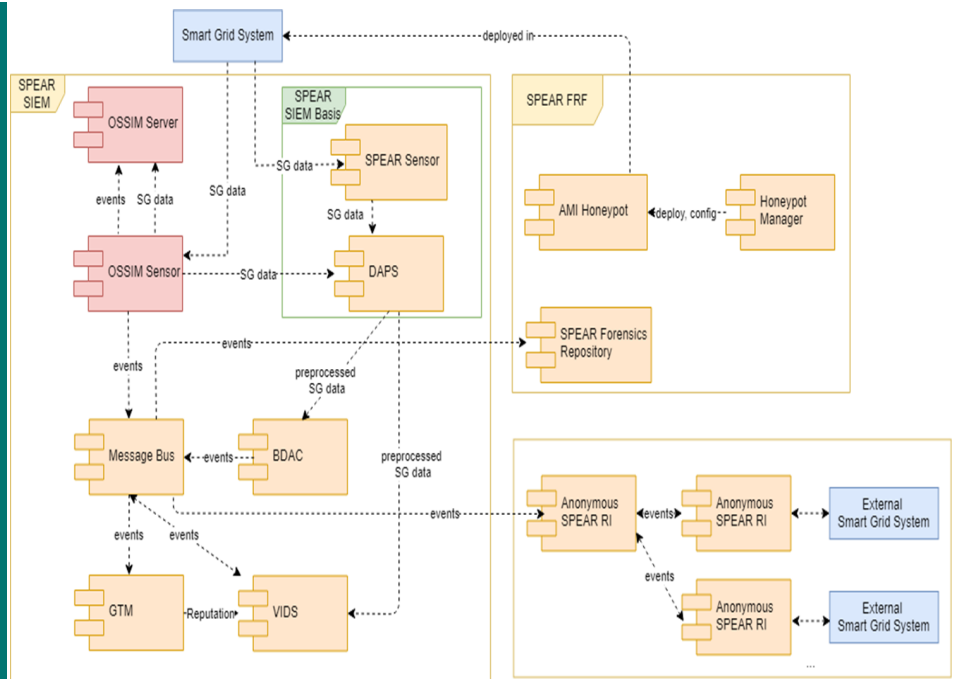 Smart Grid System
deployed in
SPEAR
SIEM
SPEAR
SIEM Basis
SPEAR FRF
OSSIM Server
SPEAR Sensor
SG data
events
SG data
SG data
SG data
AMI Honeypot
deploy, config
Honeypot
Manager
OSSIM Sensor
SG data
DAPS
SPEAR Forensics
Repository
events
events
preprocessed
SG data
Message Bus
events
BDAC
preprocessed
SG data
events
Anonymous
SPEAR RI
events
Anonymous
SPEAR RI
External
Smart Grid System
events
events
events
GTM
Reputation
VIDS
Anonymous
SPEAR RI
External
Smart Grid System
...